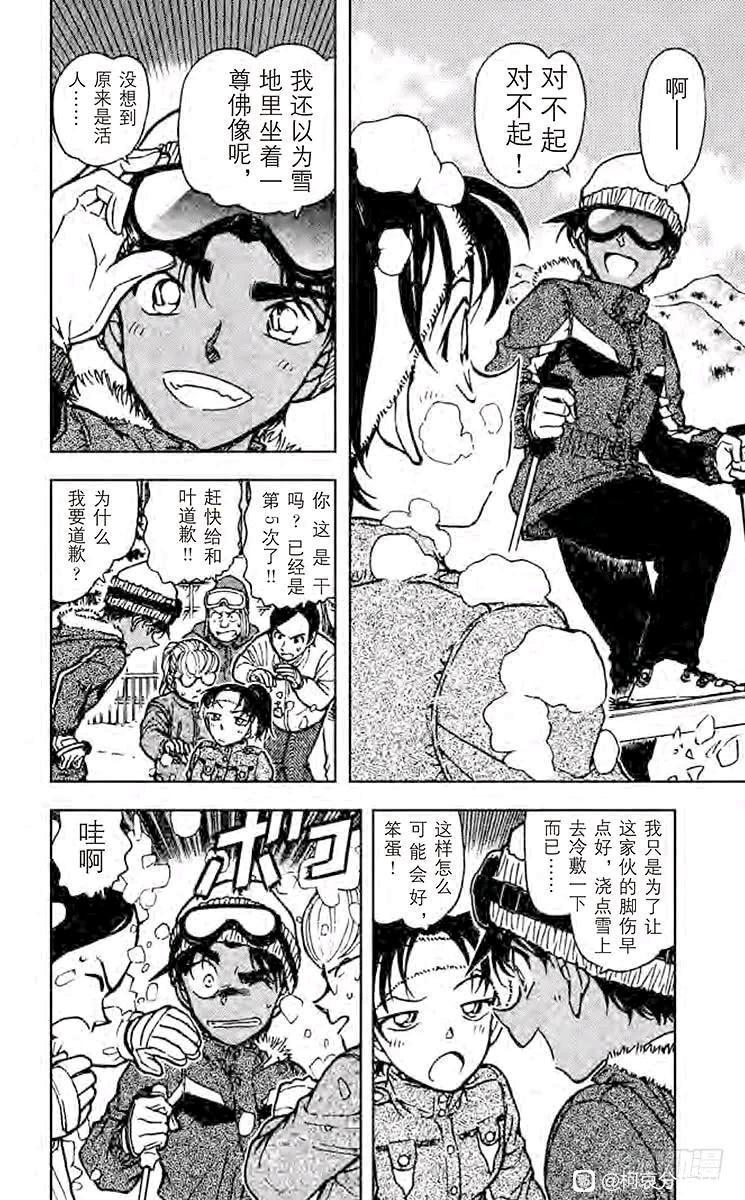 啊——
对不起
对不起！
我还以为雪
地里坐着一
尊佛像呢，
没想到
原来是活
人……
你这是干
吗？已经是
第5次了!!
赶快给和
叶道歉!!
为什么
我要道歉？
我只是为了让
这家伙的脚伤早
点好，浇点雪上
去冷敷一下
而已……
这样怎么
可能会好，
笨蛋！
ボコ
哇啊
@柯哀分